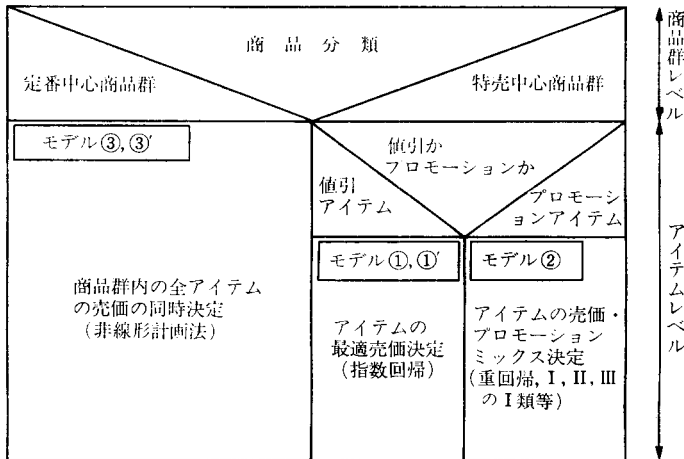 商品分類
定番中心商品群
特売中心商品群
商品群レベル
モデル③,③′
値引か
フロモーションか
値引
アイテム
プロモーシ
ョンアイテム
モデル①,①′
モデル②
商品群内の全アイテム
の売価の同時決定
(非線形計画法)
アイテムの
最適売価決定
(指数回帰)
アイテムの売価・
プロモーション
ミックス決定
(重回帰,Ⅰ,Ⅱ,Ⅲ
のⅠ類等)
アイテムレベル